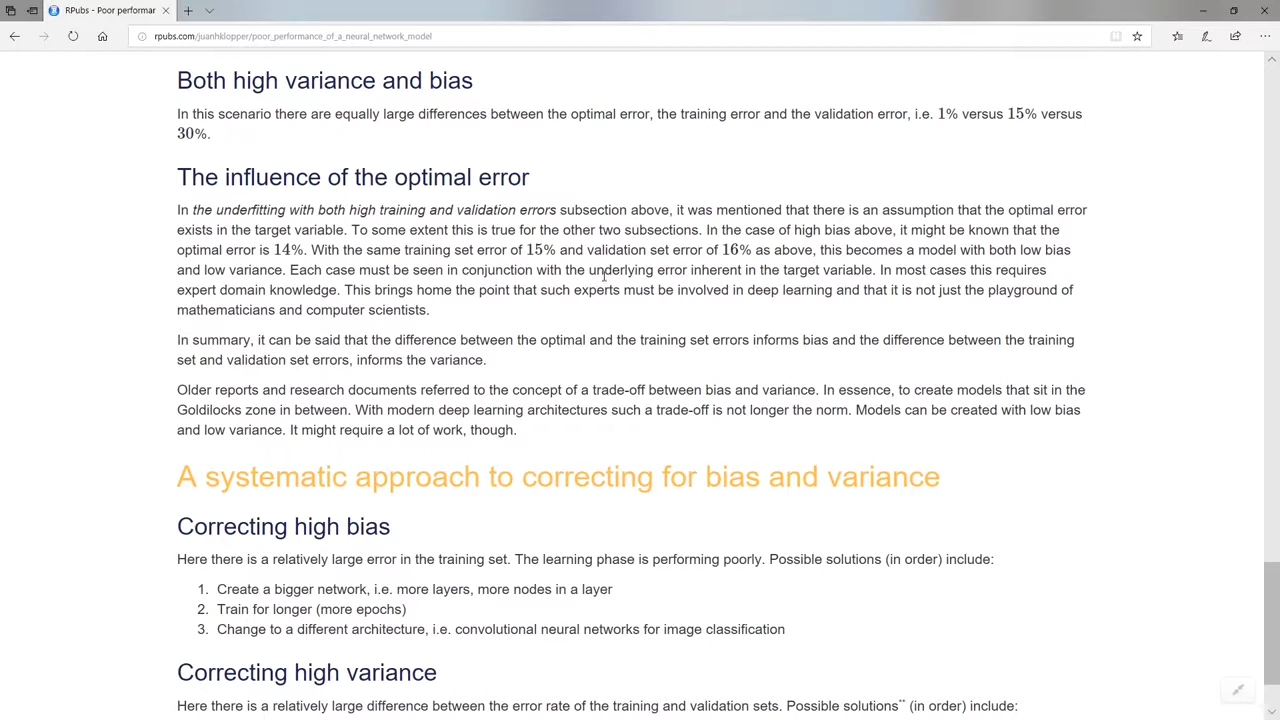 RPubs - Poor performar
rpubs.com/juanhklopper/poor_performance_of_a_neural_network_model
Both high variance and bias
In this scenario there are equally large differences between the optimal error, the training error and the validation error, i.e. 1% versus 15% versus
30%.
The influence of the optimal error
In the underfitting with both high training and validation errors subsection above, it was mentioned that there is an assumption that the optimal error
exists in the target variable. To some extent this is true for the other two subsections. In the case of high bias above, it might be known that the
optimal error is 14%. With the same training set error of 15% and validation set error of 16% as above, this becomes a model with both low bias
and low variance. Each case must be seen in conjunction with the underlying error inherent in the target variable. In most cases this requires
expert domain knowledge. This brings home the point that such experts must be involved in deep learning and that it is not just the playground of
mathematicians and computer scientists.
In summary, it can be said that the difference between the optimal and the training set errors informs bias and the difference between the training
set and validation set errors, informs the variance.
Older reports and research documents referred to the concept of a trade-off between bias and variance. In essence, to create models that sit in the
Goldilocks zone in between. With modern deep learning architectures such a trade-off is not longer the norm. Models can be created with low bias
and low variance. It might require a lot of work, though.
A systematic approach to correcting for bias and variance
Correcting high bias
Here there is a relatively large error in the training set. The learning phase is performing poorly. Possible solutions (in order) include:
1. Create a bigger network, i.e. more layers, more nodes in a layer
2. Train for longer (more epochs)
3. Change to a different architecture, i.e. convolutional neural networks for image classification
Correcting high variance
Here there is a relatively large difference between the error rate of the training and validation sets. Possible solutions** (in order) include: